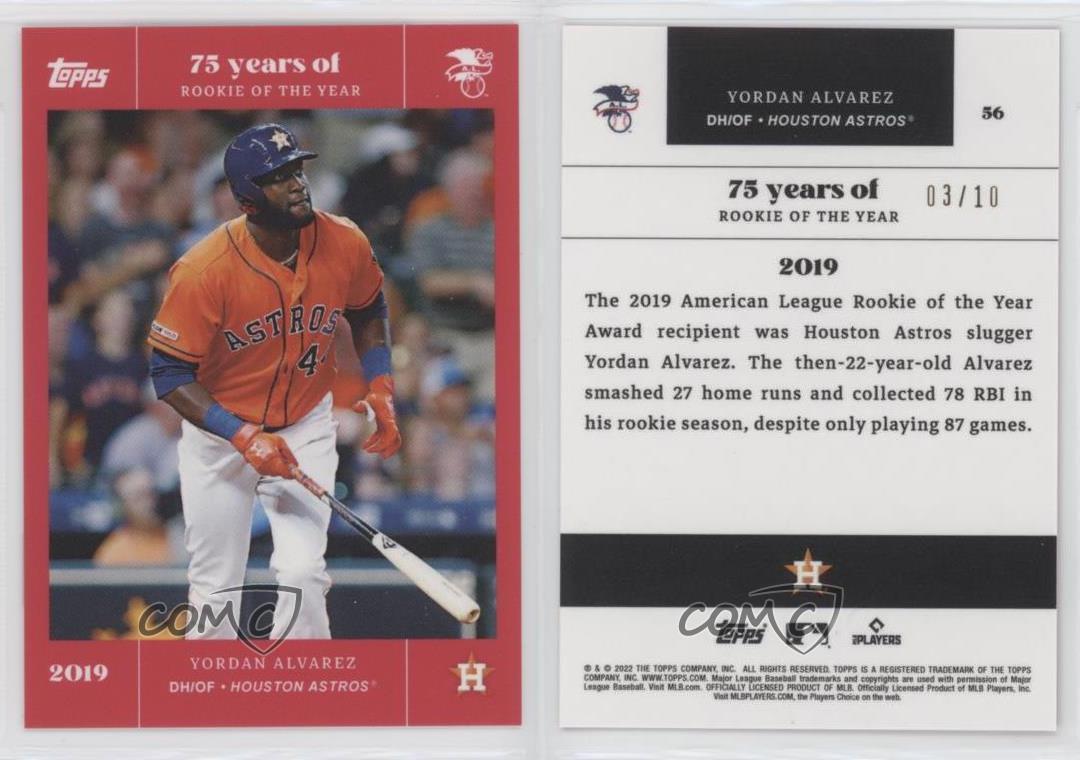 Topps
75 years of
ROOKIE OF THE YEAR
A.L.
ASTROS
44
2019
YORDAN ALVAREZ
DH/OF • HOUSTON ASTROS®
H
COMC
A.L.
YORDAN ALVAREZ
DH/OF • HOUSTON ASTROS®
56
75 years of
ROOKIE OF THE YEAR
03/10
2019
The 2019 American League Rookie of the Year
Award recipient was Houston Astros slugger
Yordan Alvarez. The then-22-year-old Alvarez
smashed 27 home runs and collected 78 RBI in
his rookie season, despite only playing 87 games.
H
COMC
Topps
PLAYERS
® & © 2022 THE TOPPS COMPANY, INC. ALL RIGHTS RESERVED. TOPPS IS A REGISTERED TRADEMARK OF THE TOPPS
COMPANY, INC. WWW.TOPPS.COM. Major League Baseball trademarks and copyrights are used with permission of Major
League Baseball. Visit MLB.com. OFFICIALLY LICENSED PRODUCT OF MLB. Officially Licensed Product of MLB Players, Inc.
Visit MLBPLAYERS.COM, the Players Choice on the web.